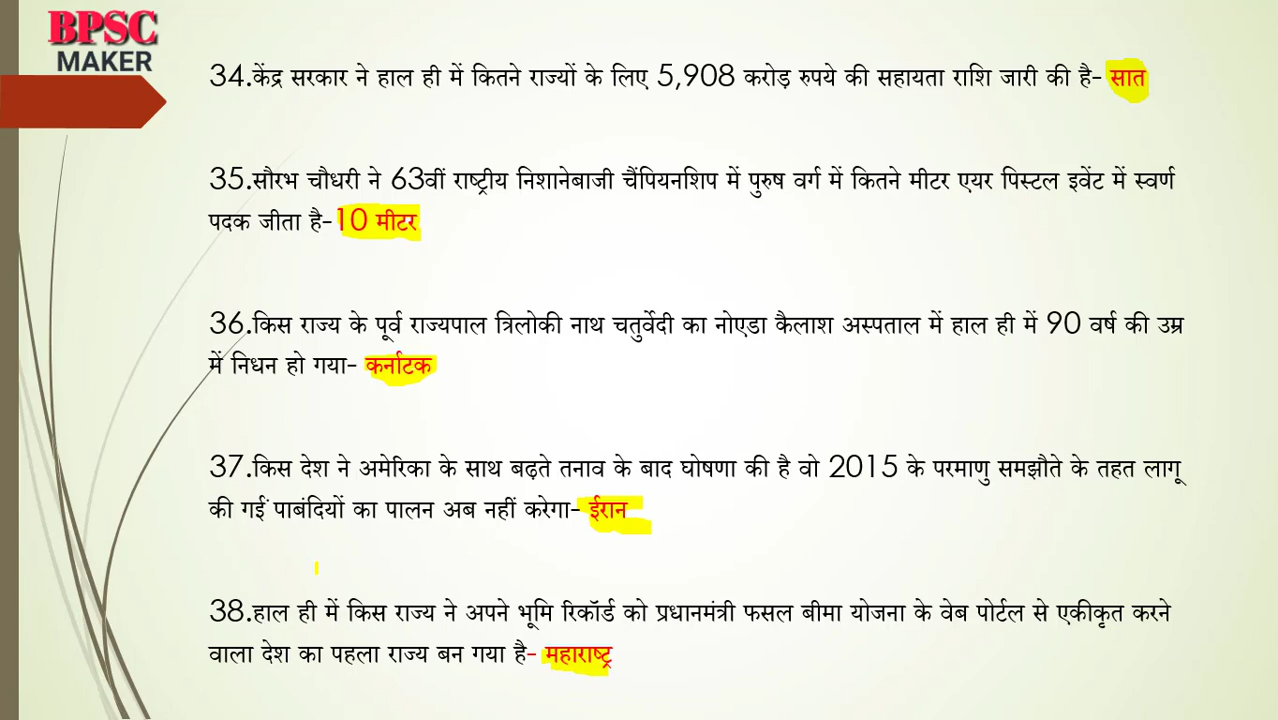 BPSC
MAKER
34.केंद्र सरकार ने हाल ही में कितने राज्यों के लिए 5,908 करोड़ रुपये की सहायता राशि जारी की है- सात
35.सौरभ चौधरी ने 63वीं राष्ट्रीय निशानेबाजी चैंपियनशिप में पुरुष वर्ग में कितने मीटर एयर पिस्टल इवेंट में स्वर्ण
पदक जीता है- 10 मीटर
36.किस राज्य के पूर्व राज्यपाल त्रिलोकी नाथ चतुर्वेदी का नोएडा कैलाश अस्पताल में हाल ही में 90 वर्ष की उम्र
में निधन हो गया- कर्नाटक
37.किस देश ने अमेरिका के साथ बढ़ते तनाव के बाद घोषणा की है वो 2015 के परमाणु समझौते के तहत लागू
की गईं पाबंदियों का पालन अब नहीं करेगा- ईरान
38.हाल ही में किस राज्य ने अपने भूमि रिकॉर्ड को प्रधानमंत्री फसल बीमा योजना के वेब पोर्टल से एकीकृत करने
वाला देश का पहला राज्य बन गया है- महाराष्ट्र